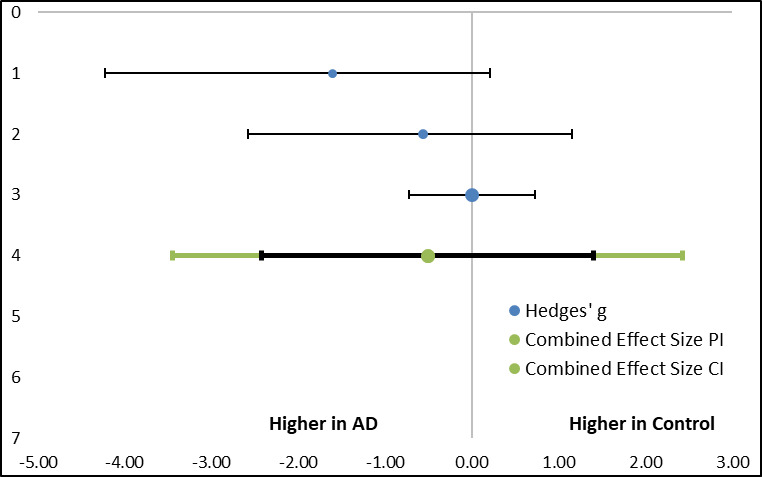 0
1
2
3
4
5
6
7
Hedges' g
Combined Effect Size PI
Combined Effect Size CI
Higher in AD Higher in Control
-5.00 -4.00 -3.00 -2.00 -1.00 0.00 1.00 2.00 3.00